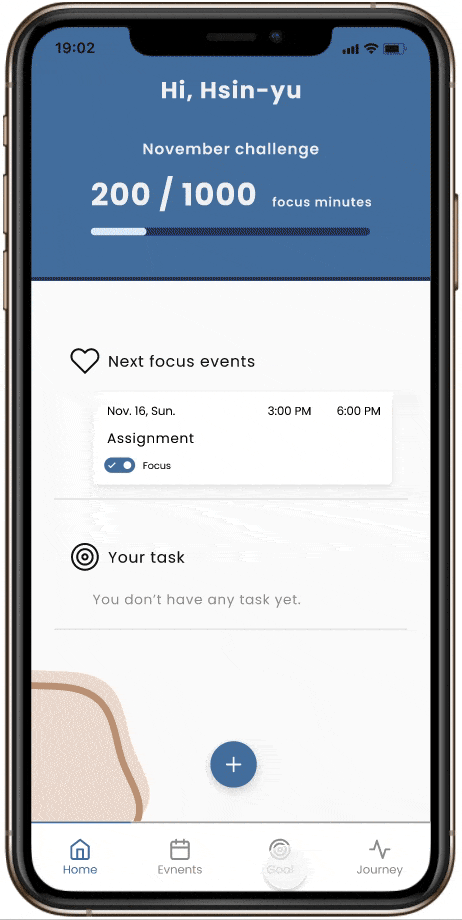 19:02
Hi, Hsin-yu
November challenge
200 / 1000 focus minutes
Next focus events
Nov. 16, Sun. 3:00 PM 6:00 PM
Assignment
Focus
Your task
You don't have any task yet.
Home Evnents Goal Journey